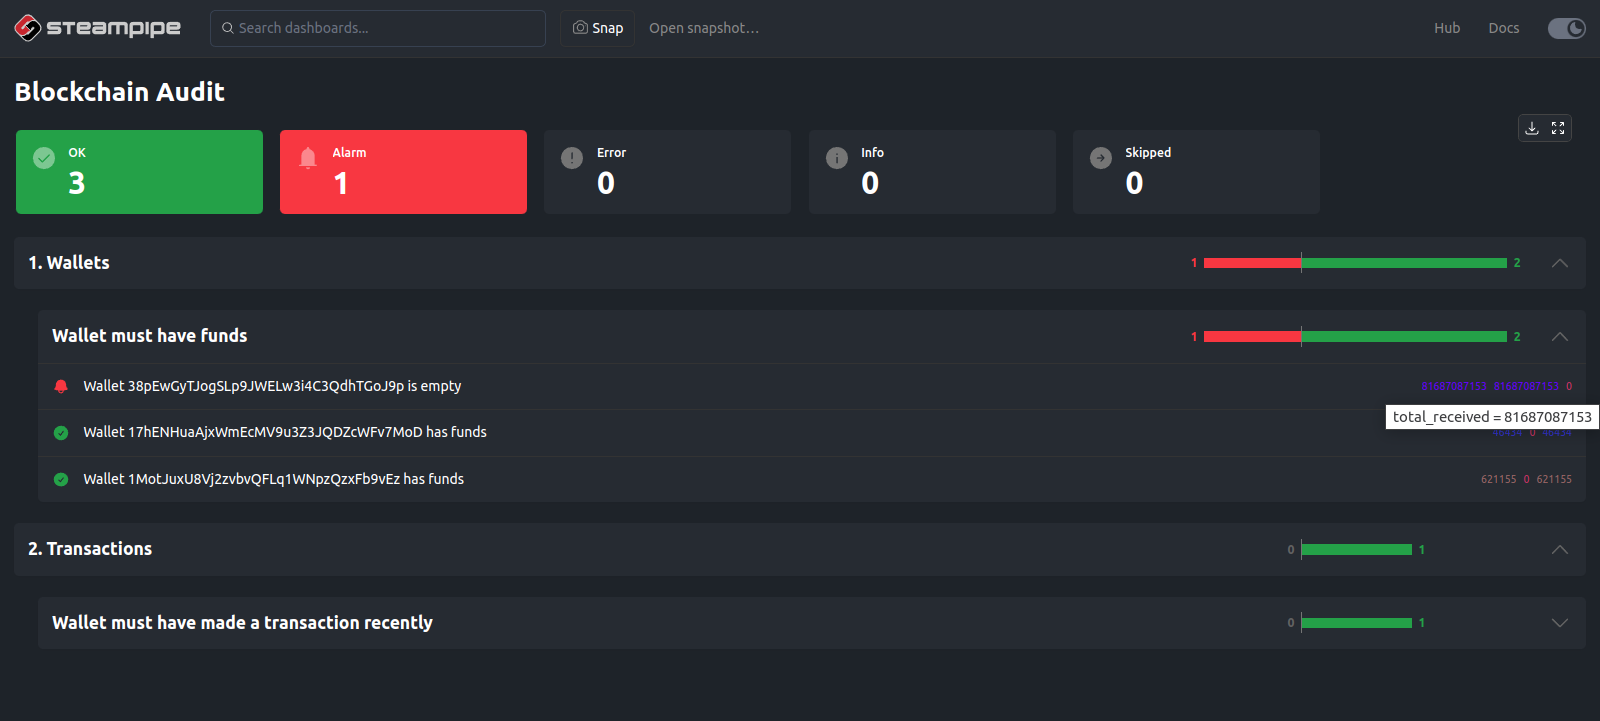 STEAMPIPE
Search dashboards...
Snap
Open snapshot...
Hub
Docs
Blockchain Audit
OK
3
Alarm
1
Error
0
Info
0
Skipped
0
1. Wallets
1
2
Wallet must have funds
1
2
Wallet 38pEwGyTJogSLp9JWELw3i4C3QdhTGoJ9p is empty
81687087153 81687087153 0
total_received = 81687087153
Wallet 17hENHuaAjxWmEcMV9u3Z3JQDZcWFv7MoD has funds
0
Wallet 1MotJuxU8Vj2zvbvQFLq1WNpzQzxFb9vEz has funds
621155 0 621155
2. Transactions
0
1
Wallet must have made a transaction recently
0
1